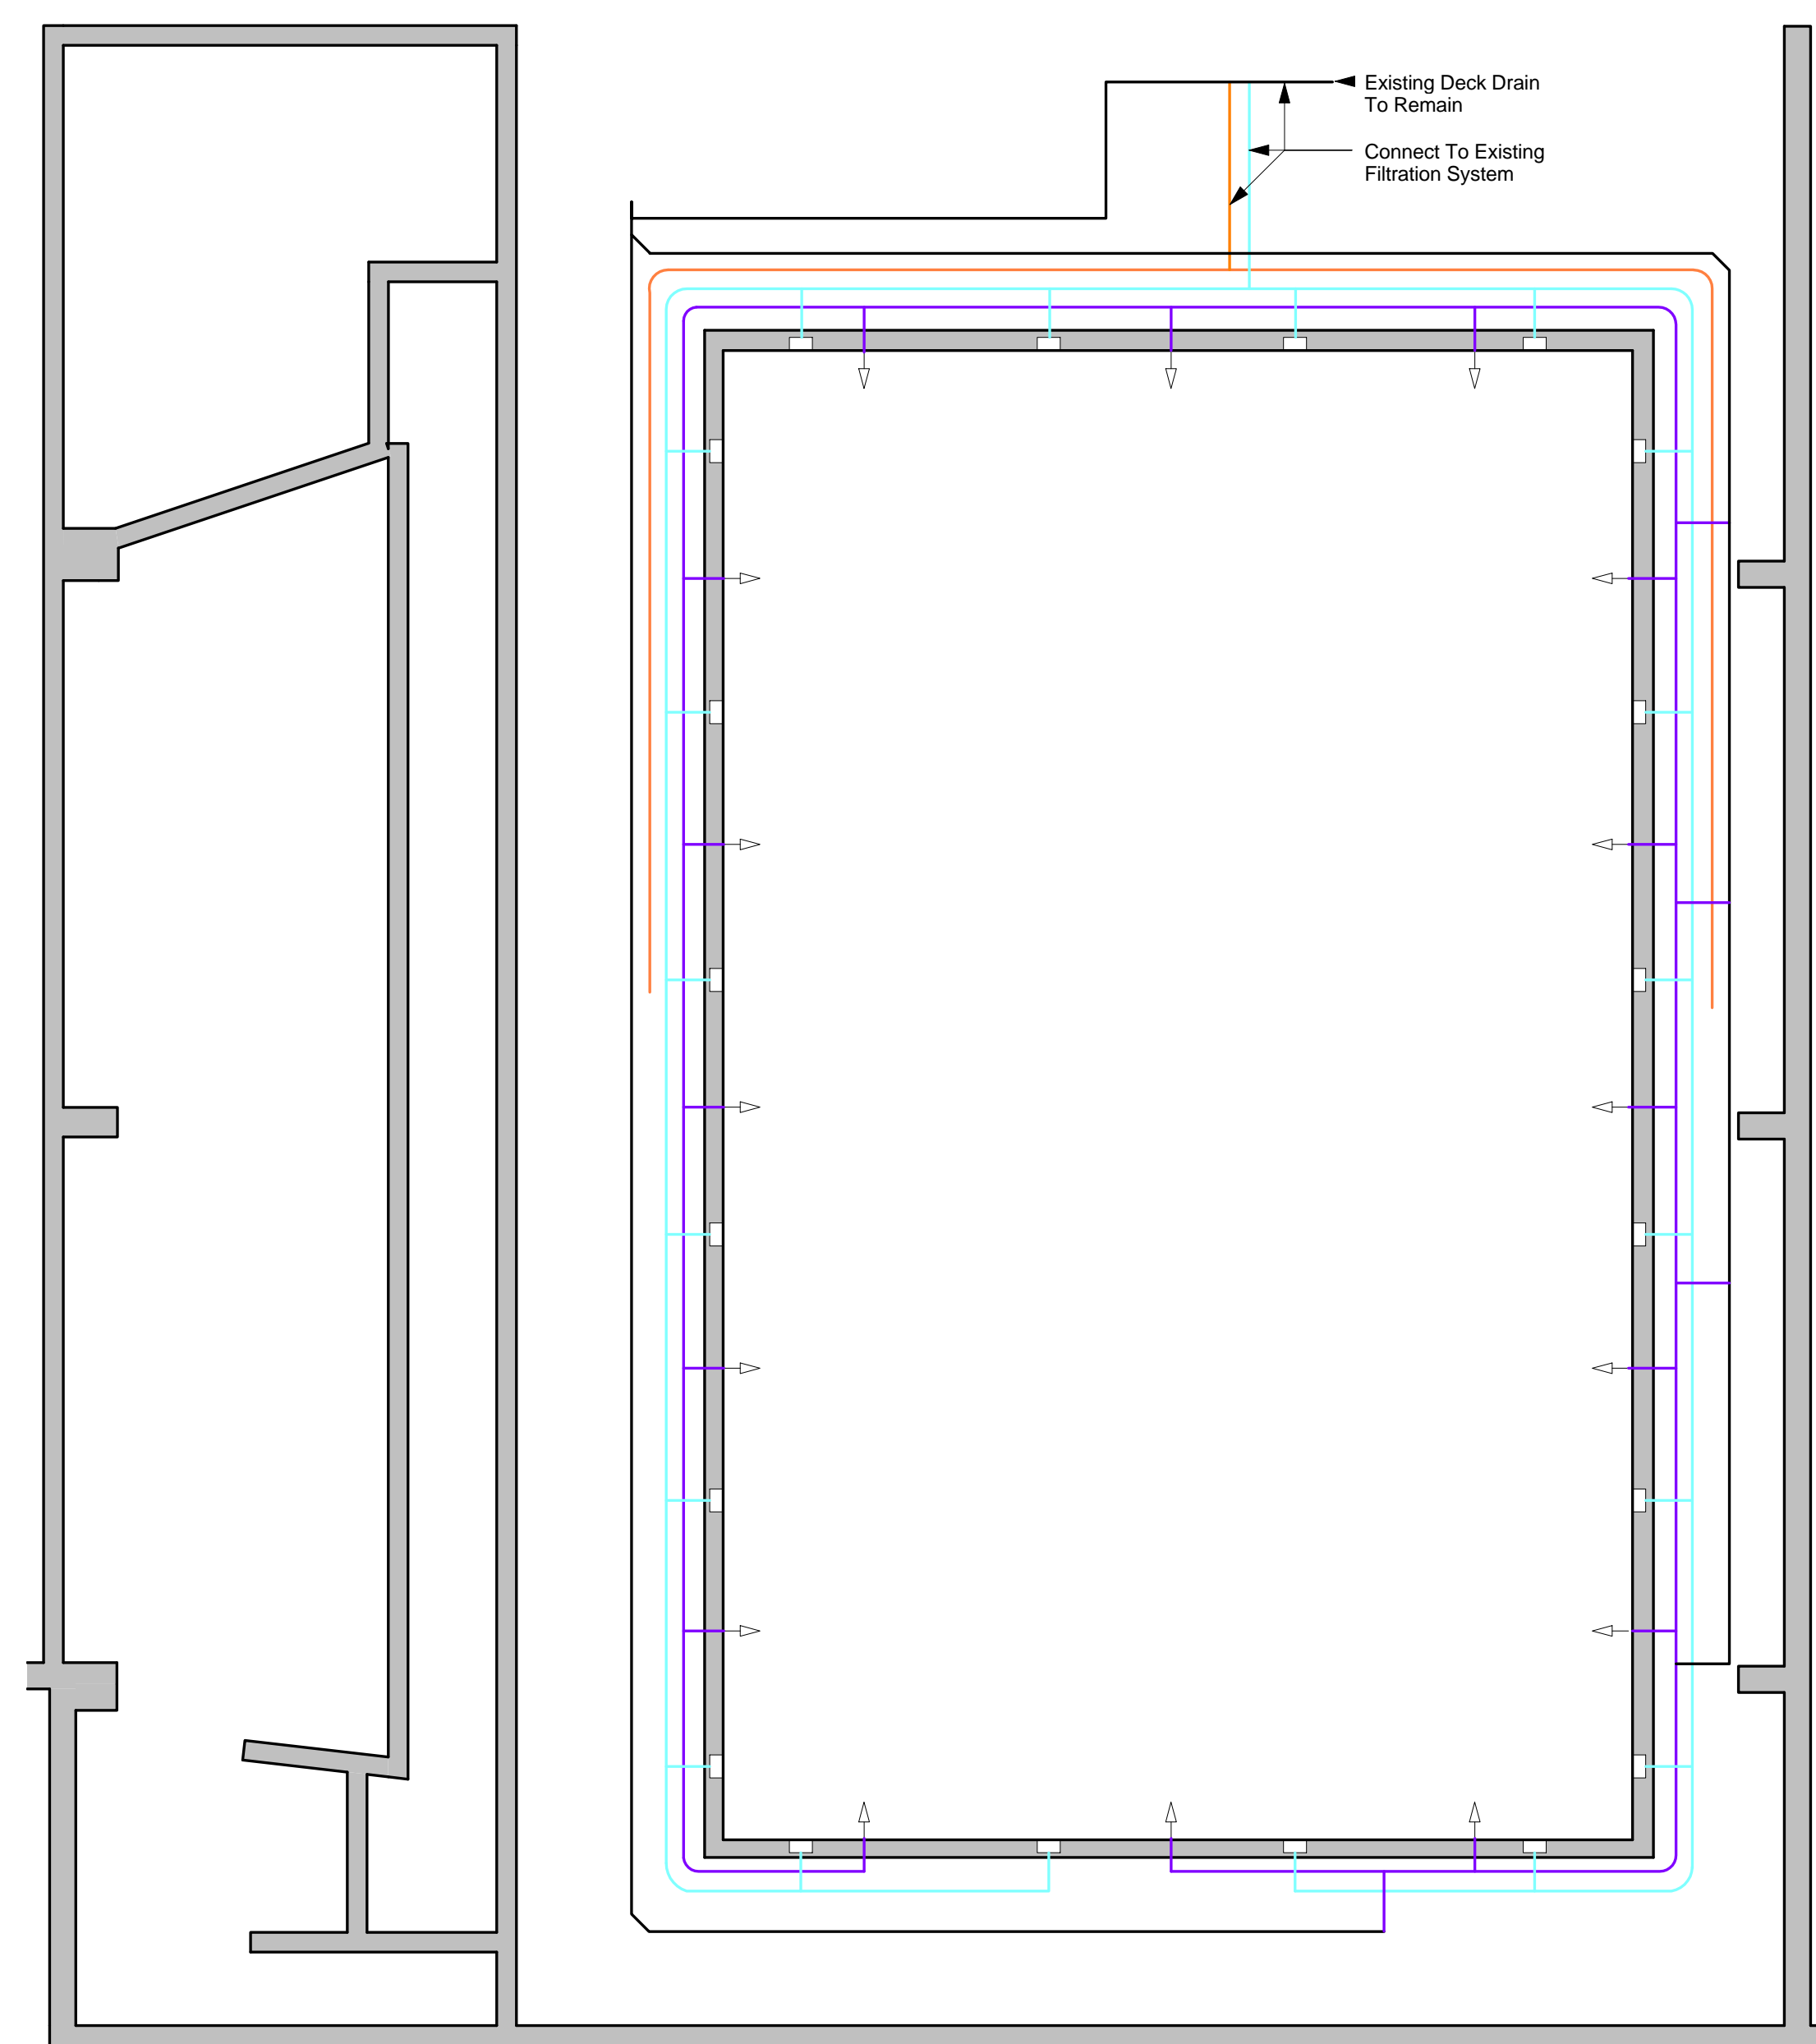 Existing Deck Drain
To Remain
Connect To Existing
Filtration System